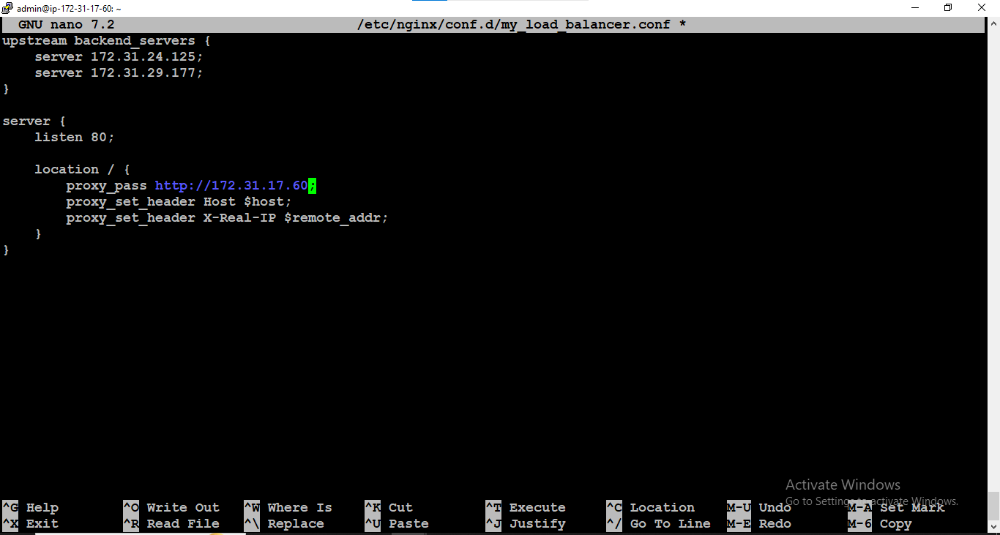 admin@ip-172-31-17-60: ~
GNU nano 7.2 /etc/nginx/conf.d/my_load_balancer.conf *
upstream backend_servers {
    server 172.31.24.125;
    server 172.31.29.177;
}
server {
    listen 80;
    location / {
        proxy_pass http://172.31.17.60;
        proxy_set_header Host $host;
        proxy_set_header X-Real-IP $remote_addr;
    }
}
Activate Windows
Go to Settings to activate Windows.
^G Help ^O Write Out ^W Where Is ^K Cut ^T Execute ^C Location M-U Undo M-A Set Mark
^X Exit ^R Read File ^\ Replace ^U Paste ^J Justify ^/ Go To Line M-E Redo M-6 Copy